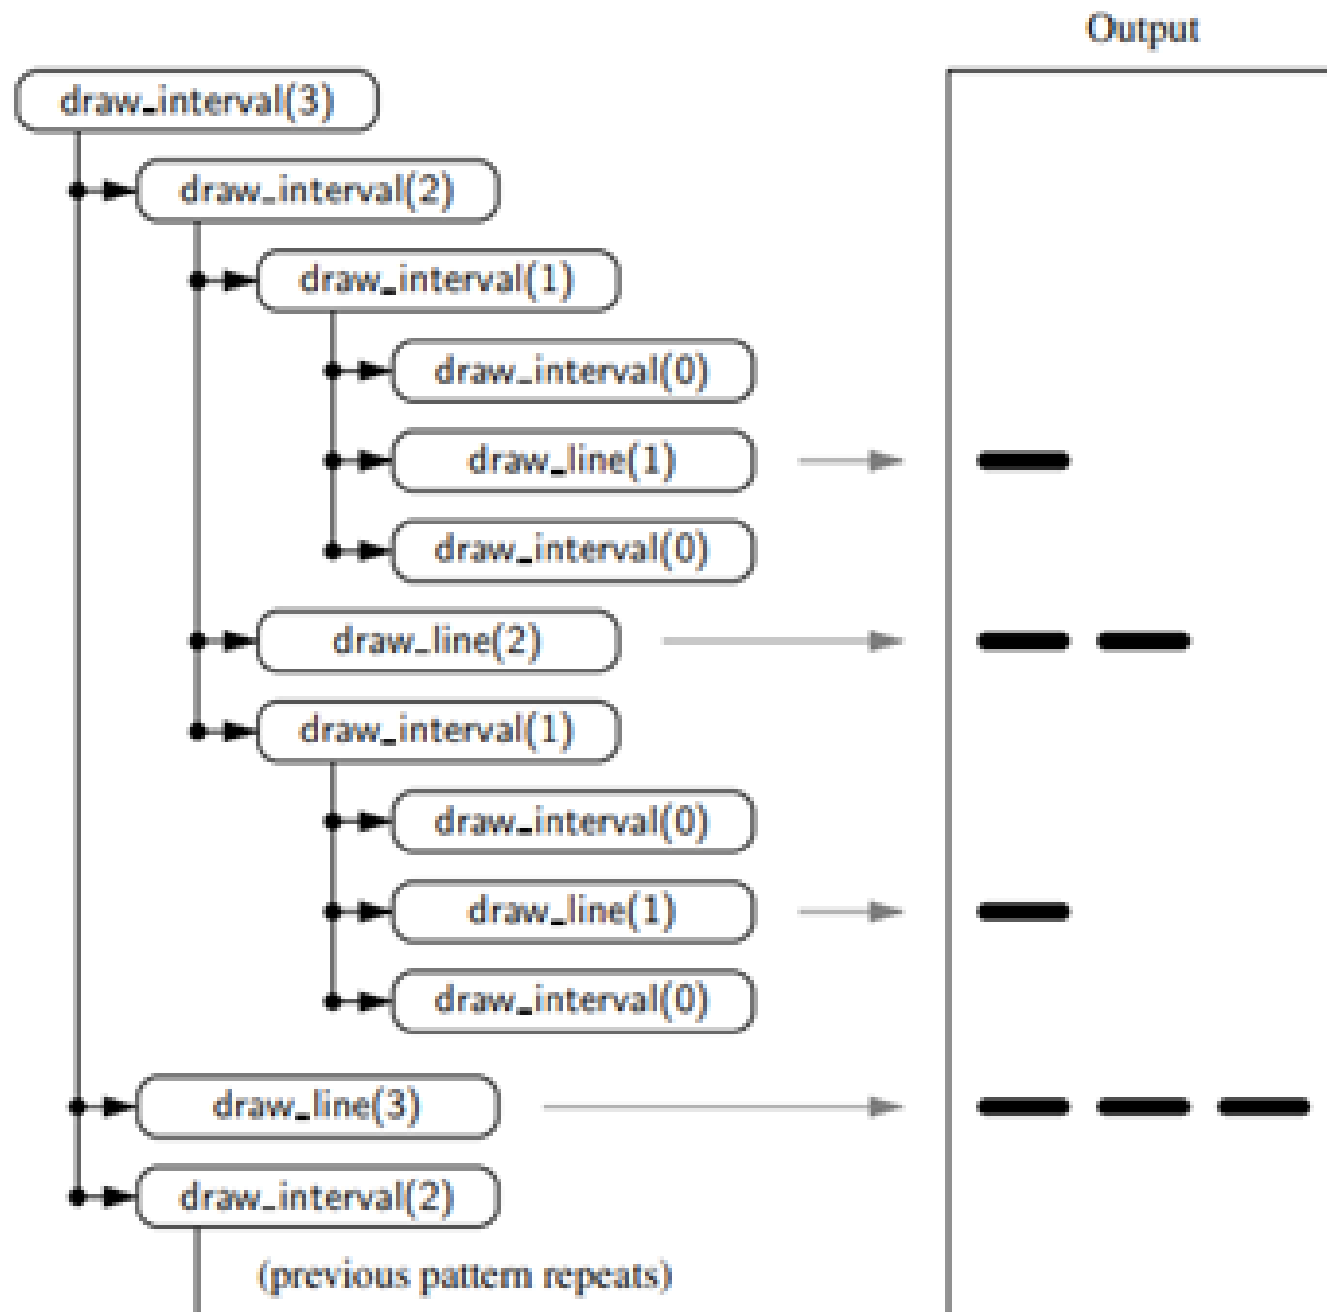 Output
draw_interval(3)
draw_interval(2)
draw_interval(1)
draw_interval(0)
draw_line(1)
draw_interval(0)
draw_line(2)
draw_interval(1)
draw_interval(0)
draw_line(1)
draw_interval(0)
draw_line(3)
draw_interval(2)
(previous pattern repeats)